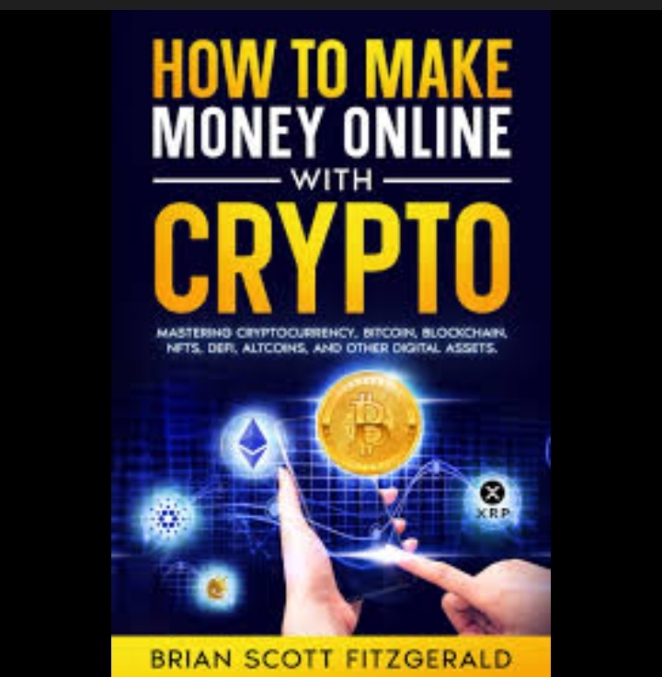 HOW TO MAKE
MONEY ONLINE
WITH
CRYPTO
MASTERING CRYPTOCURRENCY, BITCOIN, BLOCKCHAIN,
NFTS, DEFI, ALTCOINS, AND OTHER DIGITAL ASSETS.
XRP
BRIAN SCOTT FITZGERALD